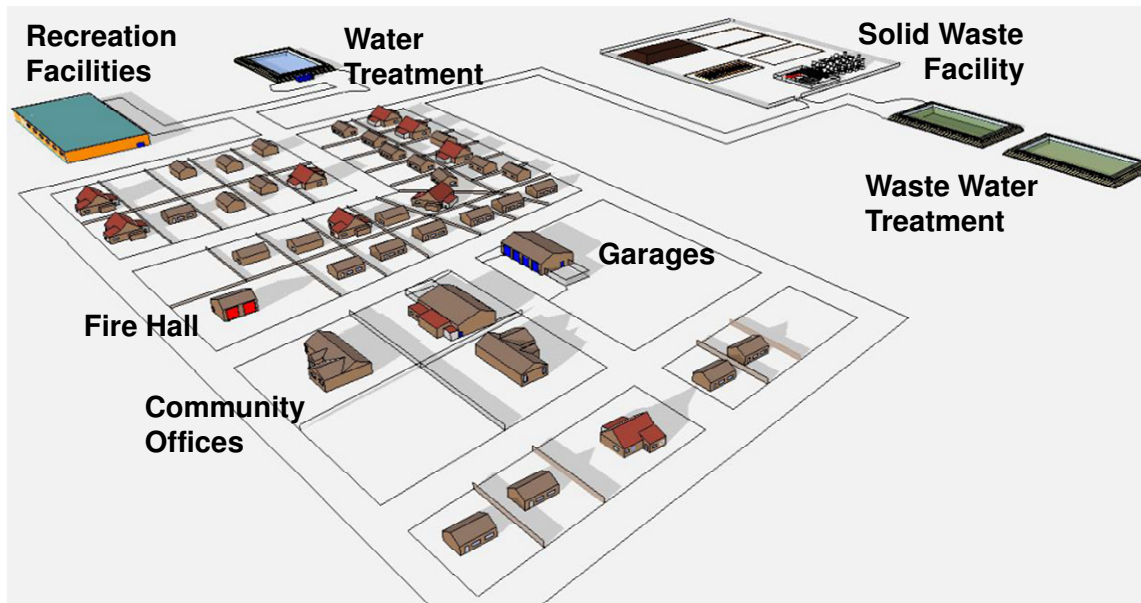 Recreation
Facilities
Water
Treatment
Solid Waste
Facility
Waste Water
Treatment
Garages
Fire Hall
Community
Offices